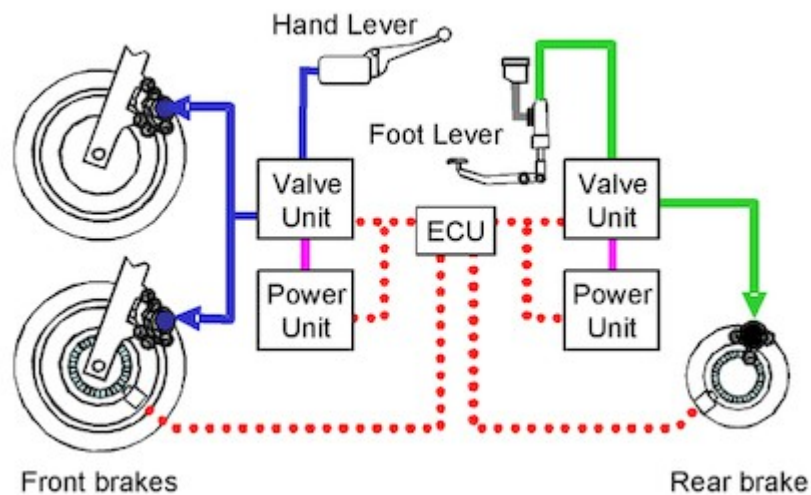 Hand Lever
Foot Lever
Valve
Unit
ECU
Valve
Unit
Power
Unit
Power
Unit
Front brakes
Rear brake